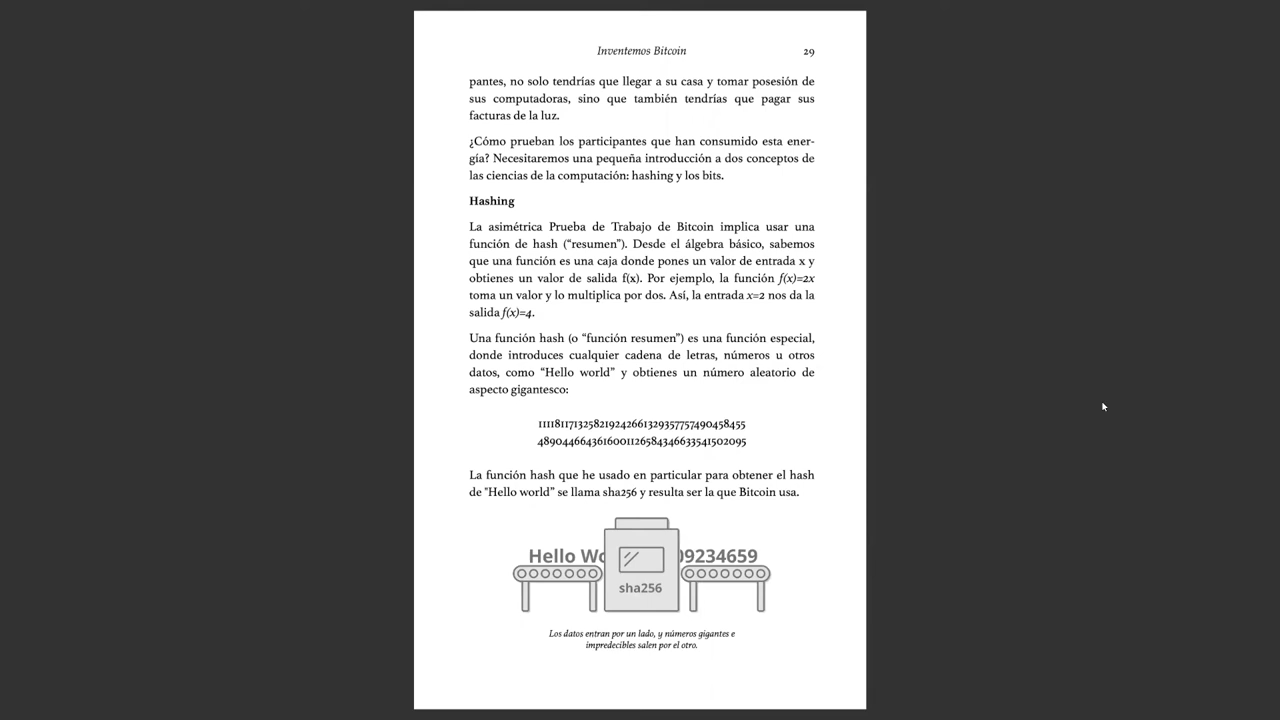 Inventemos Bitcoin 29
pantes, no solo tendrías que llegar a su casa y tomar posesión de
sus computadoras, sino que también tendrías que pagar sus
facturas de la luz.
¿Cómo prueban los participantes que han consumido esta ener-
gía? Necesitaremos una pequeña introducción a dos conceptos de
las ciencias de la computación: hashing y los bits.
Hashing
La asimétrica Prueba de Trabajo de Bitcoin implica usar una
función de hash (“resumen”). Desde el álgebra básico, sabemos
que una función es una caja donde pones un valor de entrada x y
obtienes un valor de salida f(x). Por ejemplo, la función f(x)=2x
toma un valor y lo multiplica por dos. Así, la entrada x=2 nos da la
salida f(x)=4.
Una función hash (o “función resumen”) es una función especial,
donde introduces cualquier cadena de letras, números u otros
datos, como “Hello world” y obtienes un número aleatorio de
aspecto gigantesco:
1111811713258219242661329357757490458455
4890446643616001126584346633541502095
La función hash que he usado en particular para obtener el hash
de "Hello world” se llama sha256 y resulta ser la que Bitcoin usa.
Hello Wo 09234659
sha256
Los datos entran por un lado, y números gigantes e
impredecibles salen por el otro.